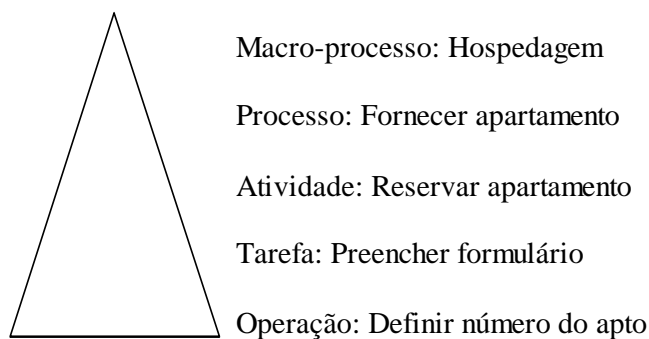 Macro-processo: Hospedagem
Processo: Fornecer apartamento
Atividade: Reservar apartamento
Tarefa: Preencher formulário
Operação: Definir número do apto